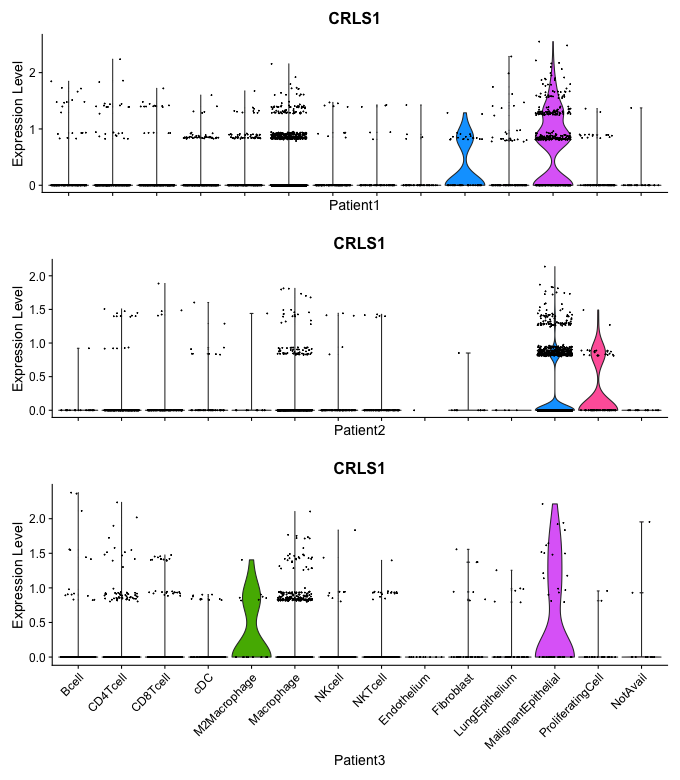 CRLS1
Expression Level
2
1
0
Patient1
CRLS1
Expression Level
2.0
1.5
1.0
0.5
0.0
Patient2
CRLS1
Expression Level
2.0
1.5
1.0
0.5
0.0
Bcell
CD4Tcell
CD8Tcell
cDC
M2Macrophage
Macrophage
NKcell
NKTcell
Endothelium
Fibroblast
LungEpithelium
MalignantEpithelial
ProliferatingCell
NotAvail
Patient3